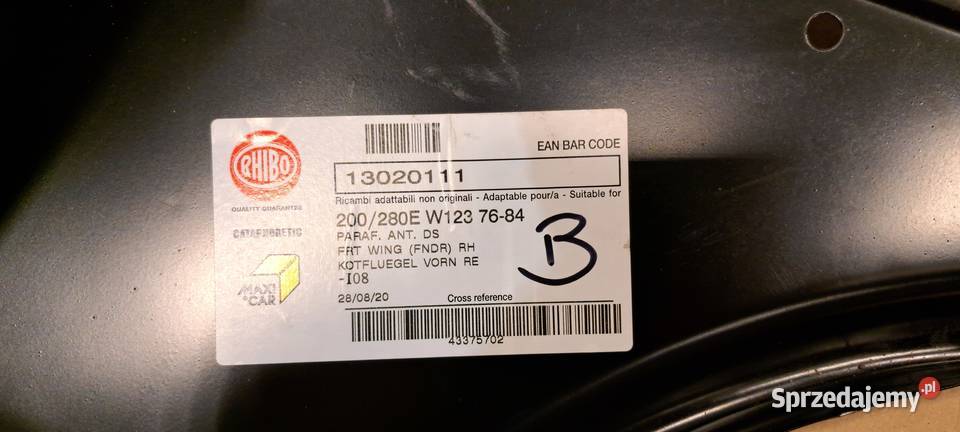 EAN BAR CODE
RHIBO
QUALITY GUARANTEE
CATAPHORETIC
MAXI CAR
13020111
Ricambi adattabili non originali - Adaptable pour/a - Suitable for
200/280E W123 76-84
PARAF. ANT. DS
FRT WING (FNDR) RH
KOTFLUEGEL VORN RE
-I08
B
28/08/20
Cross reference
43375702
Sprzedajemy.pl